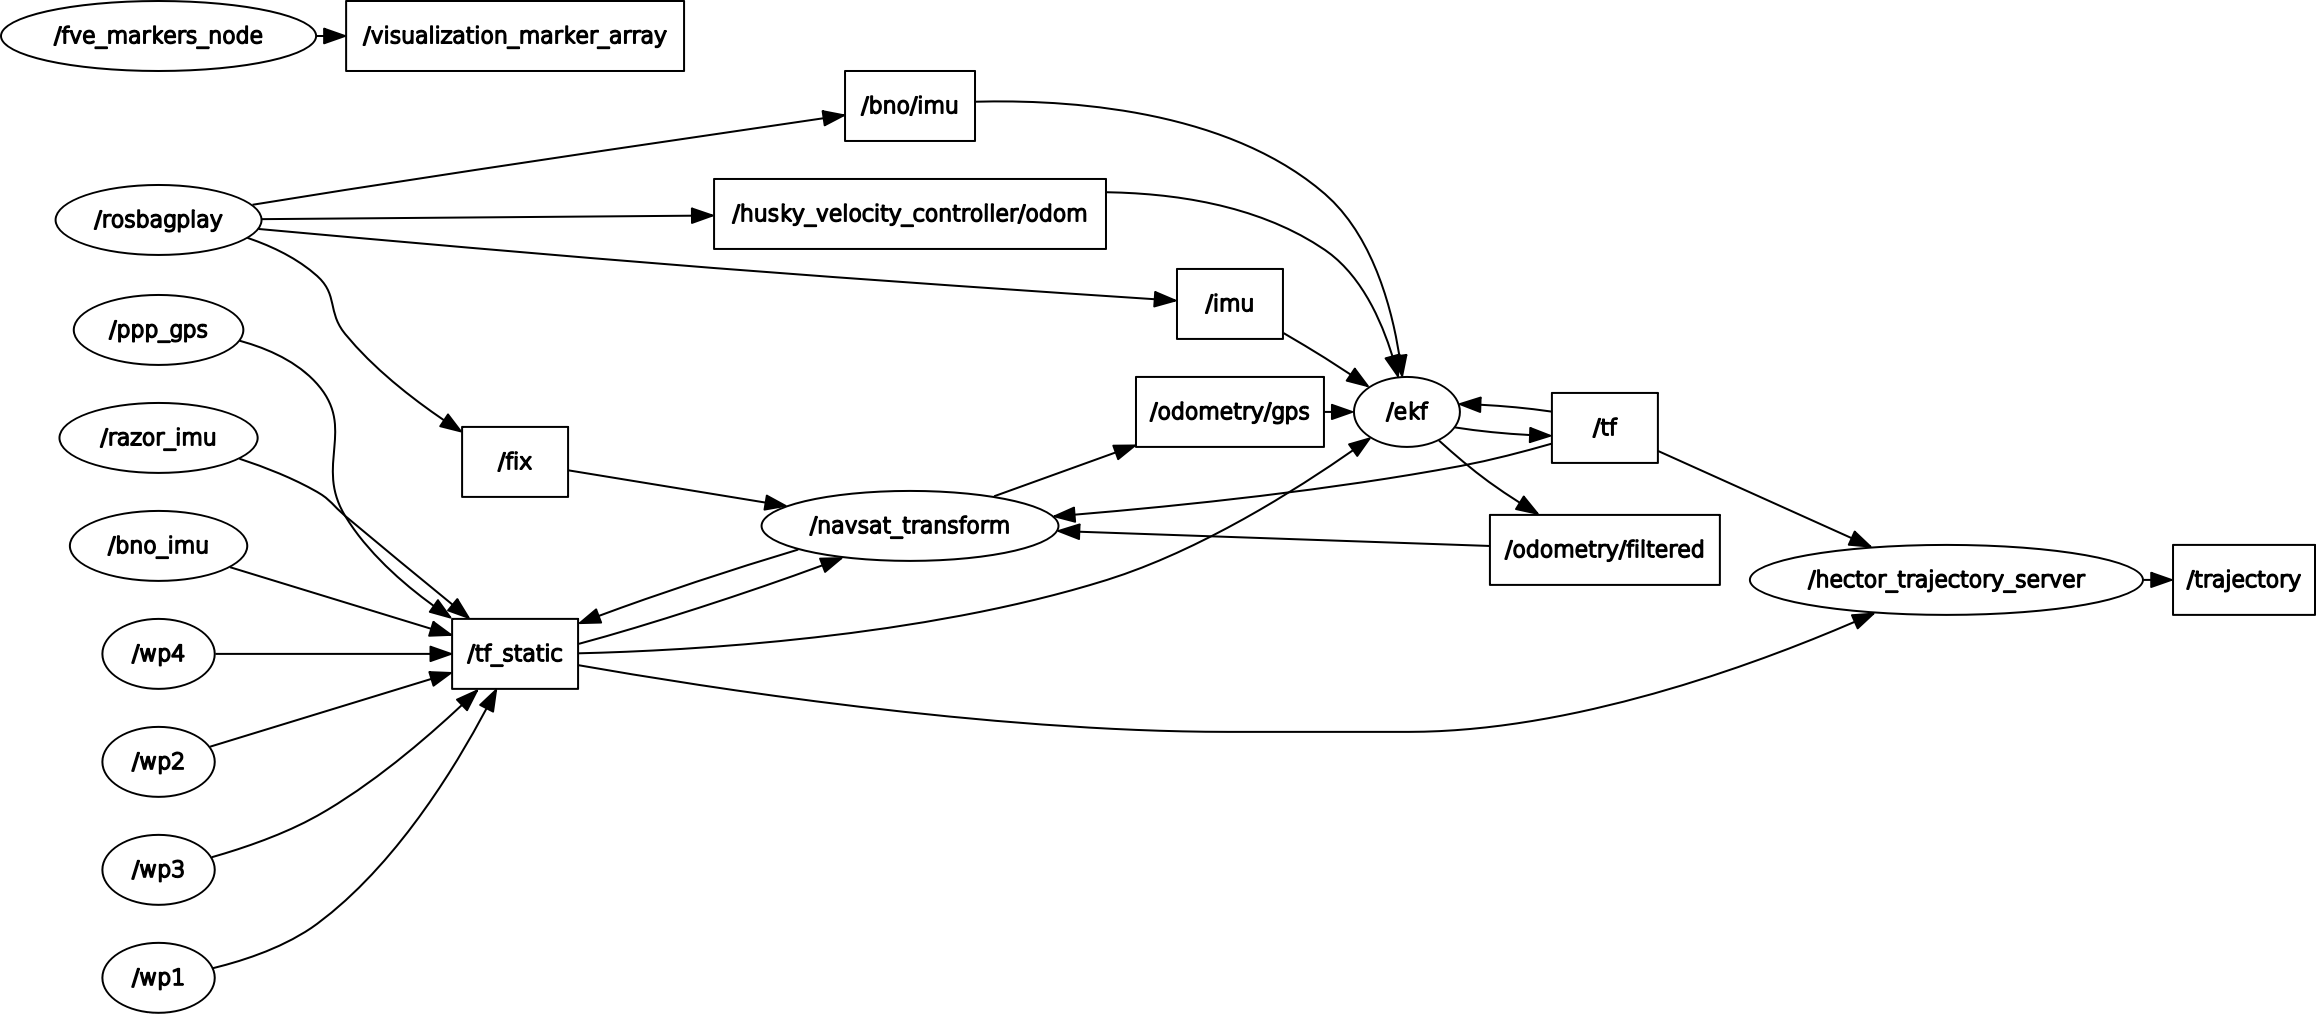 /fve_markers_node
/visualization_marker_array
/bno/imu
/rosbagplay
/husky_velocity_controller/odom
/imu
/ppp_gps
/odometry/gps
/ekf
/tf
/razor_imu
/fix
/navsat_transform
/bno_imu
/odometry/filtered
/hector_trajectory_server
/trajectory
/wp4
/tf_static
/wp2
/wp3
/wp1